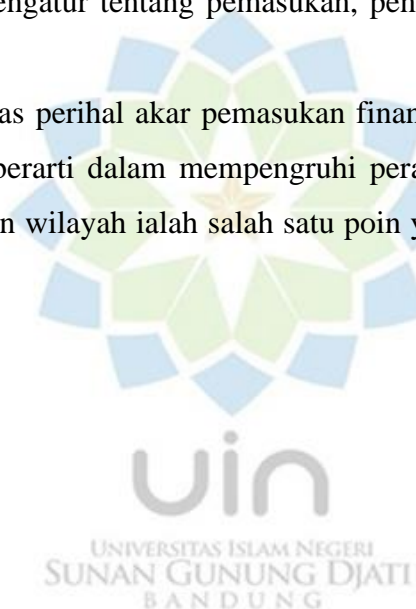 engatur tentang pemasukan, pen
as perihal akar pemasukan finan
berarti dalam mempengruhi pera
n wilayah ialah salah satu poin y
uin
UNIVERSITAS ISLAM NEGERI
SUNAN GUNUNG DJATI
BANDUNG